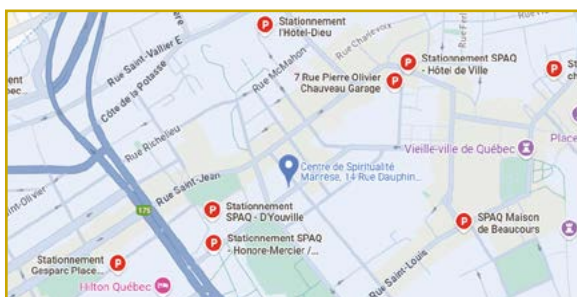 Stationnement
l'Hôtel-Dieu
Rue Saint-Vallier E
Rue Charlevoix
Côte de la Potasse
Rue McMahon
Stationnement SPAQ
- Hôtel de Ville
7 Rue Pierre Olivier
Chauveau Garage
Rue Richelieu
Vieille-ville de Québec
Centre de Spiritualité
Manrèse, 14 Rue Dauphin...
Rue Saint-Jean
175
Stationnement
SPAQ - D'Youville
SPAQ Maison
de Beaucours
Stationnement SPAQ
- Honore-Mercier /...
Stationnement
Gesparc Place...
Rue Saint-Louis
Hilton Québec